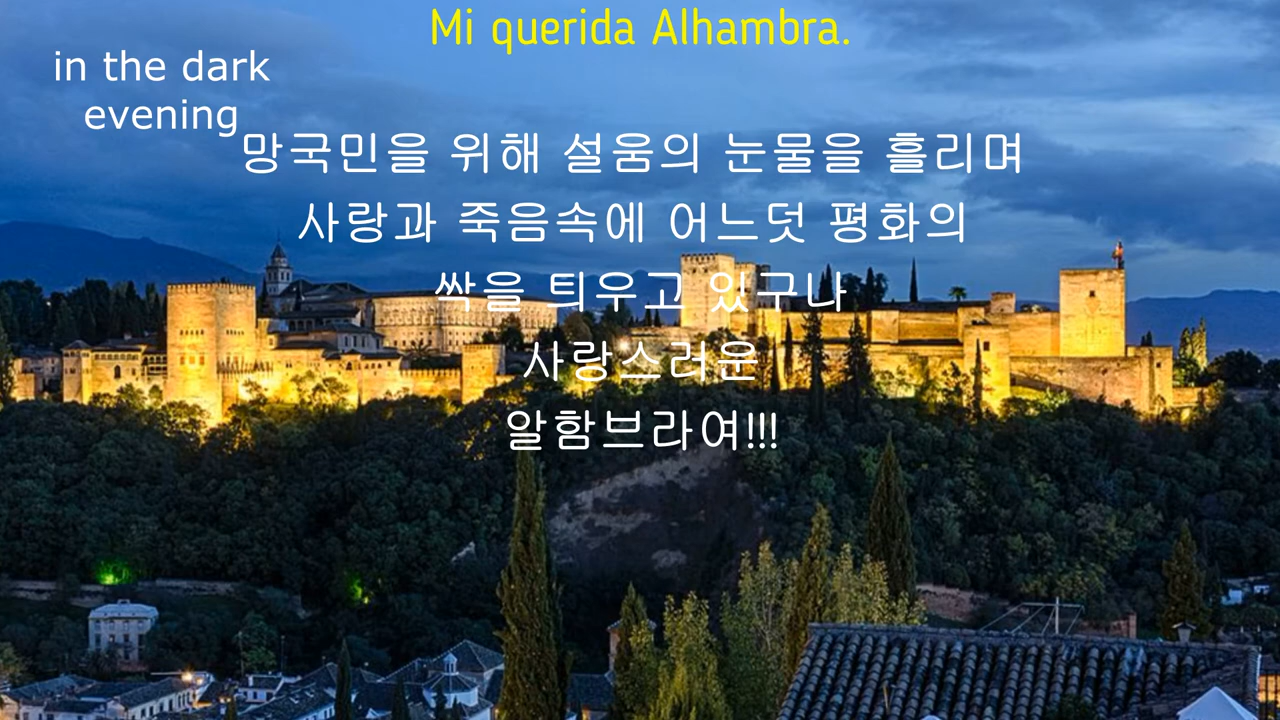 Mi querida Alhambra.
in the dark
evening
망국민을 위해 설움의 눈물을 흘리며
사랑과 죽음속에 어느덧 평화의
싹을 틔우고 있구나
사랑스러운
알함브라여!!!